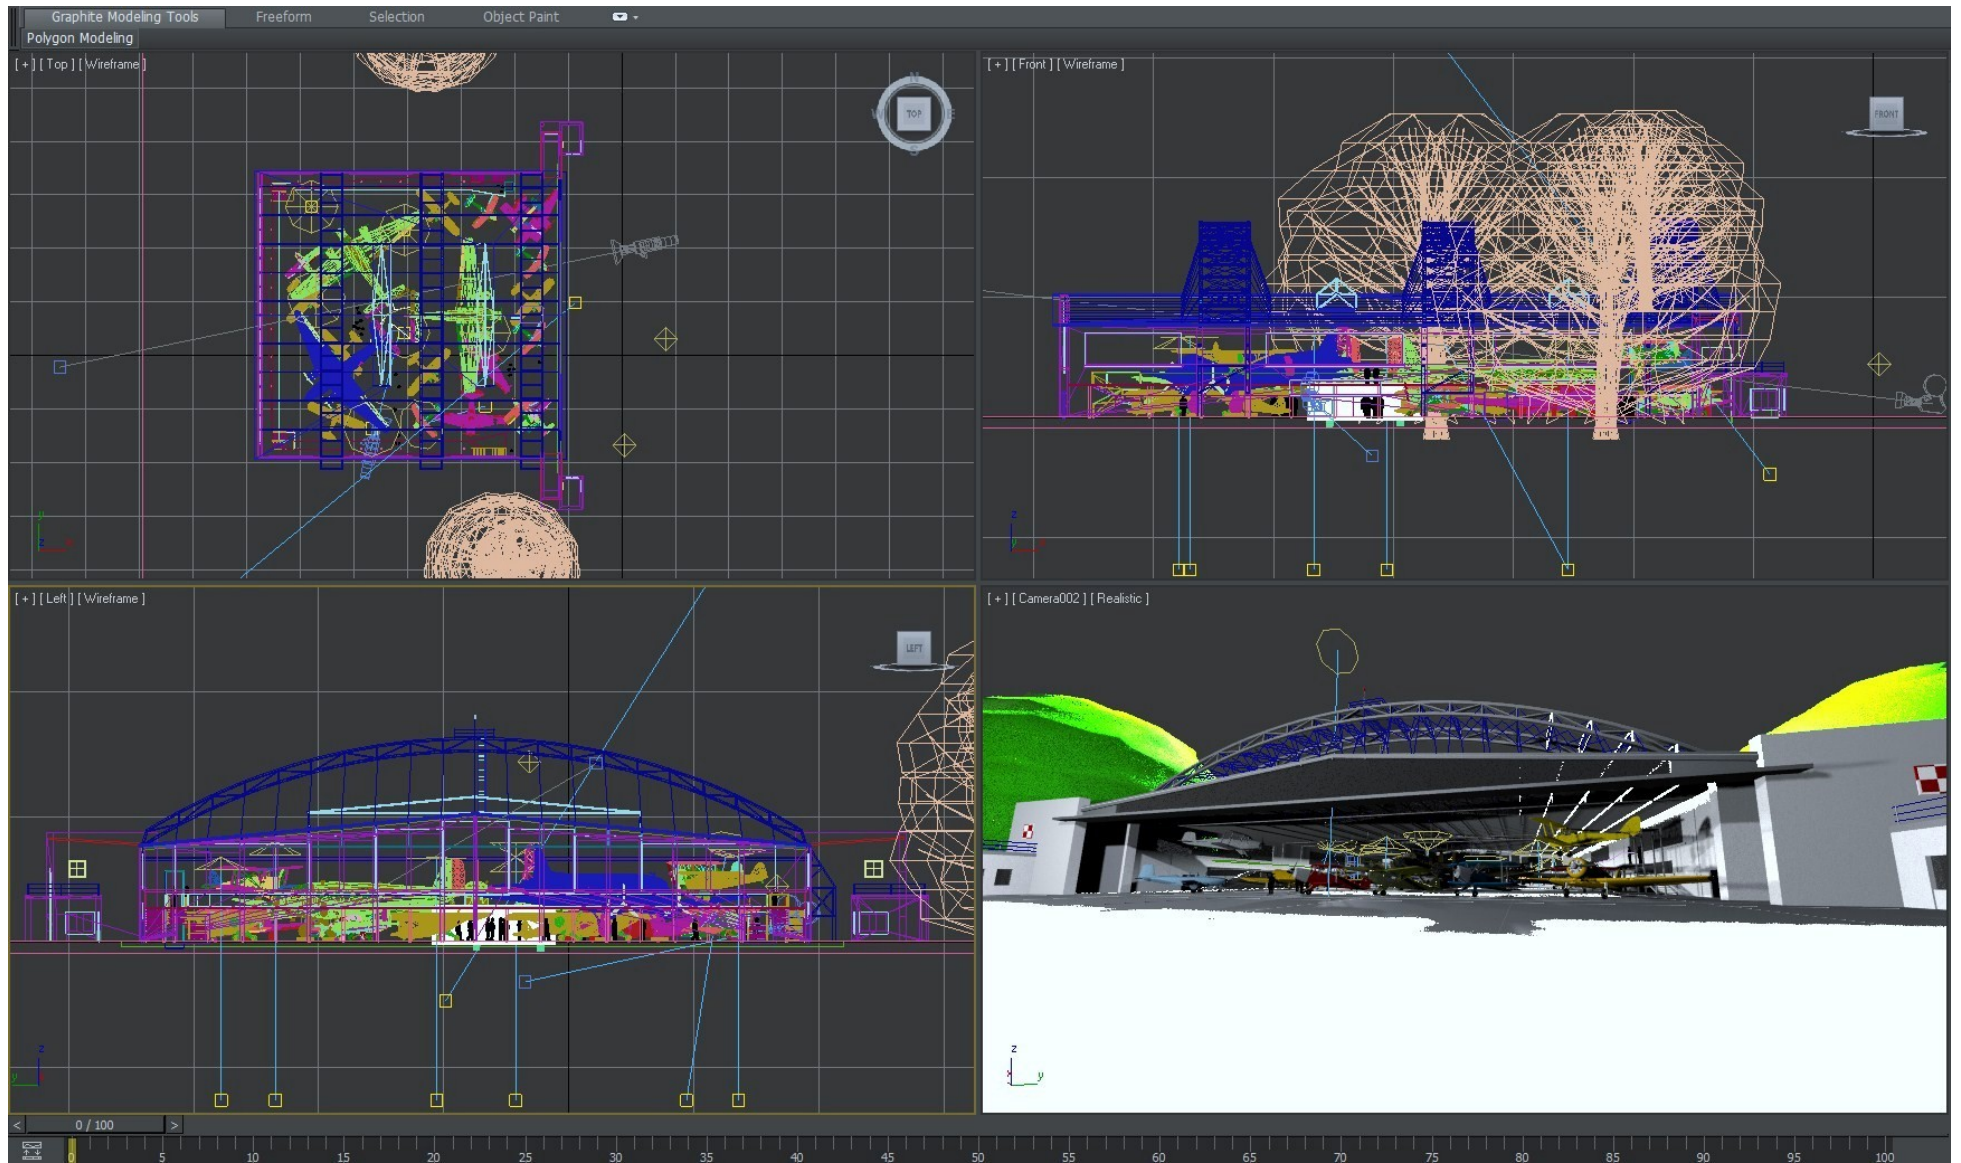 Graphite Modeling Tools Freeform Selection Object Paint
Polygon Modeling
[ + ] [ Top ] [ Wireframe ]
[ + ] [ Front ] [ Wireframe ]
N
W TOP E
S
FRONT
y
z x
z
y x
[ + ] [ Left ] [ Wireframe ]
[ + ] [ Camera002 ] [ Realistic ]
LEFT
z
y
z
x y
< 0 / 100 >
0 5 10 15 20 25 30 35 40 45 50 55 60 65 70 75 80 85 90 95 100